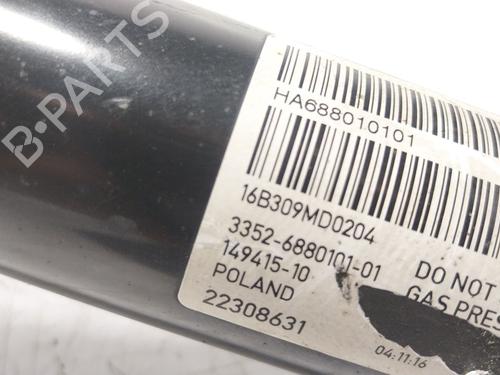 B-PARTS
HA688010101
16B309MD0204
3352-6880101-01
149415-10
POLAND
22308631
DO NOT
GAS PRES
04:11:16